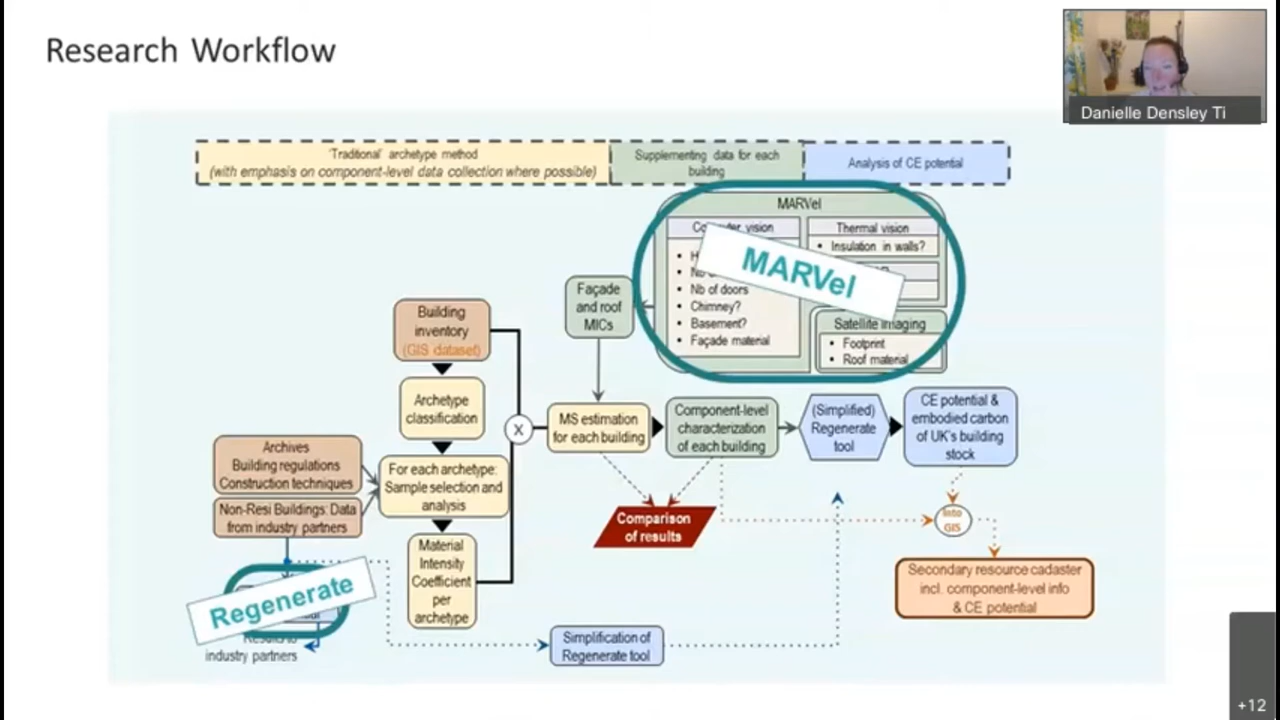 Research Workflow
Danielle Densley Ti
'Traditional' archetype method
(with emphasis on component-level data collection where possible)
Supplementing data for each
building
Analysis of CE potential
MARVel
vision
Nb of doors
Chimney?
Basement?
Façade material
Thermal vision
Insulation in walls?
Satellite imaging
Footprint
Roof material
MARVel
Façade
and roof
MICs
Building
inventory
(GIS dataset)
Archetype
classification
X
MS estimation
for each building
Component-level
characterization
of each building
(Simplified)
Regenerate
tool
CE potential &
embodied carbon
of UK's building
stock
Archives
Building regulations
Construction techniques
Non-Resi Buildings: Data
from industry partners
For each archetype:
Sample selection and
analysis
Comparison
of results
Into
GIS
Material
Intensity
Coefficient
per
archetype
Secondary resource cadaster
incl. component-level info
& CE potential
Regenerate
Results to
industry partners
Simplification of
Regenerate tool
+12